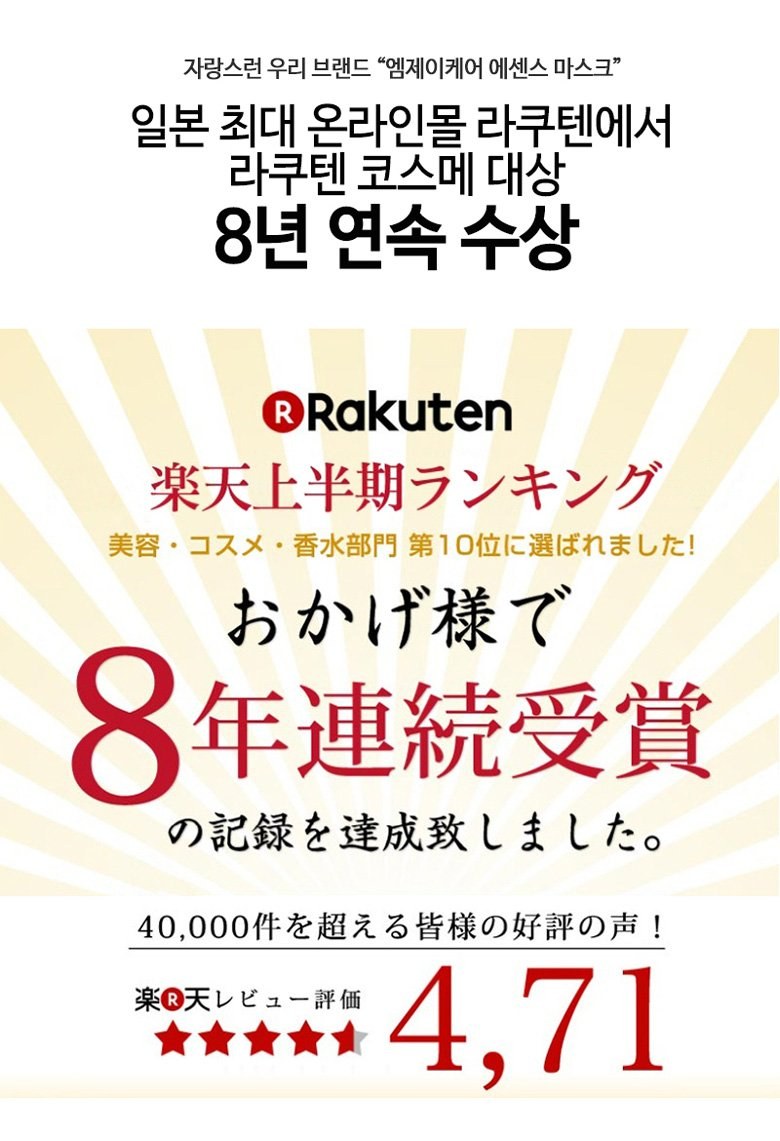 자랑스런 우리 브랜드 “엠제이케어 에센스 마스크”
일본 최대 온라인몰 라쿠텐에서
라쿠텐 코스메 대상
8년 연속 수상
R Rakuten
楽天上半期ランキング
美容・コスメ・香水部門 第10位に選ばれました!
おかげ様で
8年連続受賞
の記録を達成致しました。
40,000件を超える皆様の好評の声！
楽R天レビュー評価
4,71